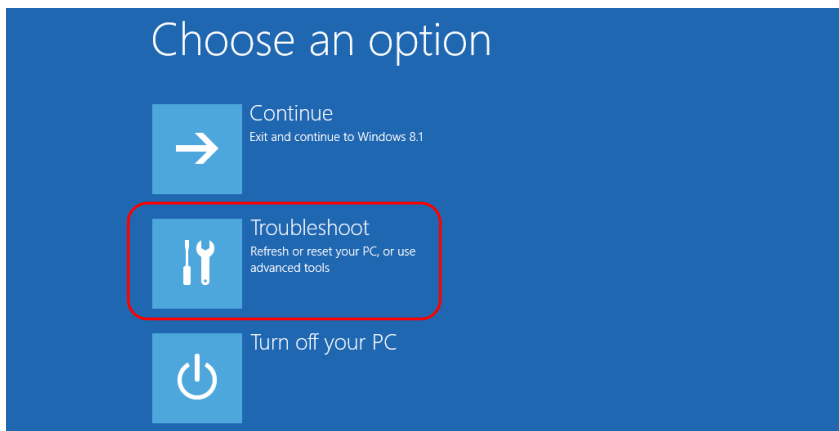 Choose an option
Continue
Exit and continue to Windows 8.1
Troubleshoot
Refresh or reset your PC, or use
advanced tools
Turn off your PC